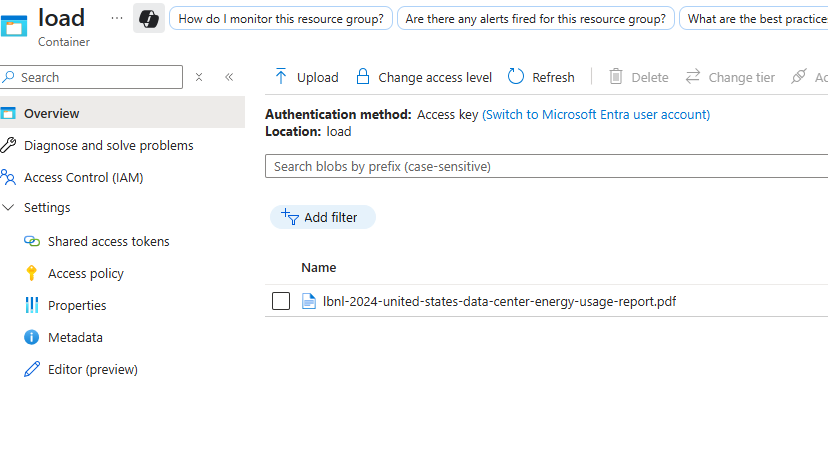 load
Container
How do I monitor this resource group?
Are there any alerts fired for this resource group?
What are the best practices
Search
Overview
Diagnose and solve problems
Access Control (IAM)
Settings
Shared access tokens
Access policy
Properties
Metadata
Editor (preview)
Upload
Change access level
Refresh
Delete
Change tier
Authentication method: Access key (Switch to Microsoft Entra user account)
Location: load
Search blobs by prefix (case-sensitive)
Add filter
Name
lbnl-2024-united-states-data-center-energy-usage-report.pdf